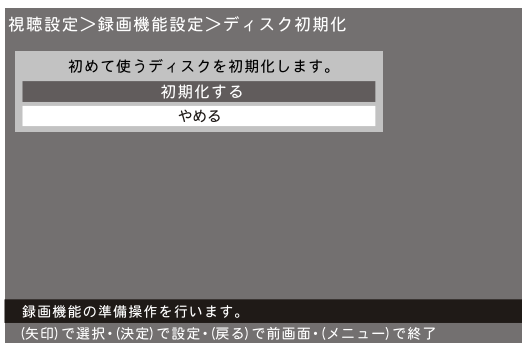 視聴設定＞録画機能設定＞ディスク初期化
初めて使うディスクを初期化します。
初期化する
やめる
録画機能の準備操作を行います。
(矢印)で選択・(決定)で設定・(戻る)で前画面・(メニュー)で終了